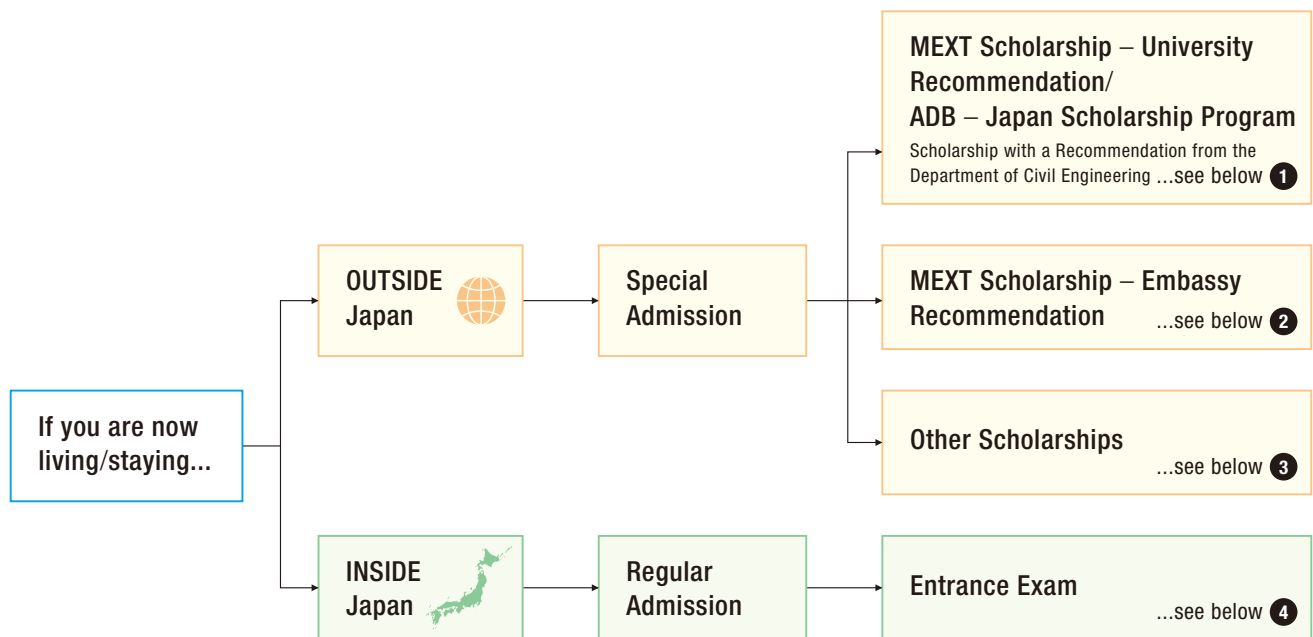 MEXT Scholarship – University
Recommendation/
ADB – Japan Scholarship Program
Scholarship with a Recommendation from the
Department of Civil Engineering ...see below 1
OUTSIDE
Japan
Special
Admission
MEXT Scholarship – Embassy
Recommendation ...see below 2
If you are now
living/staying...
Other Scholarships
...see below 3
INSIDE
Japan
Regular
Admission
Entrance Exam
...see below 4